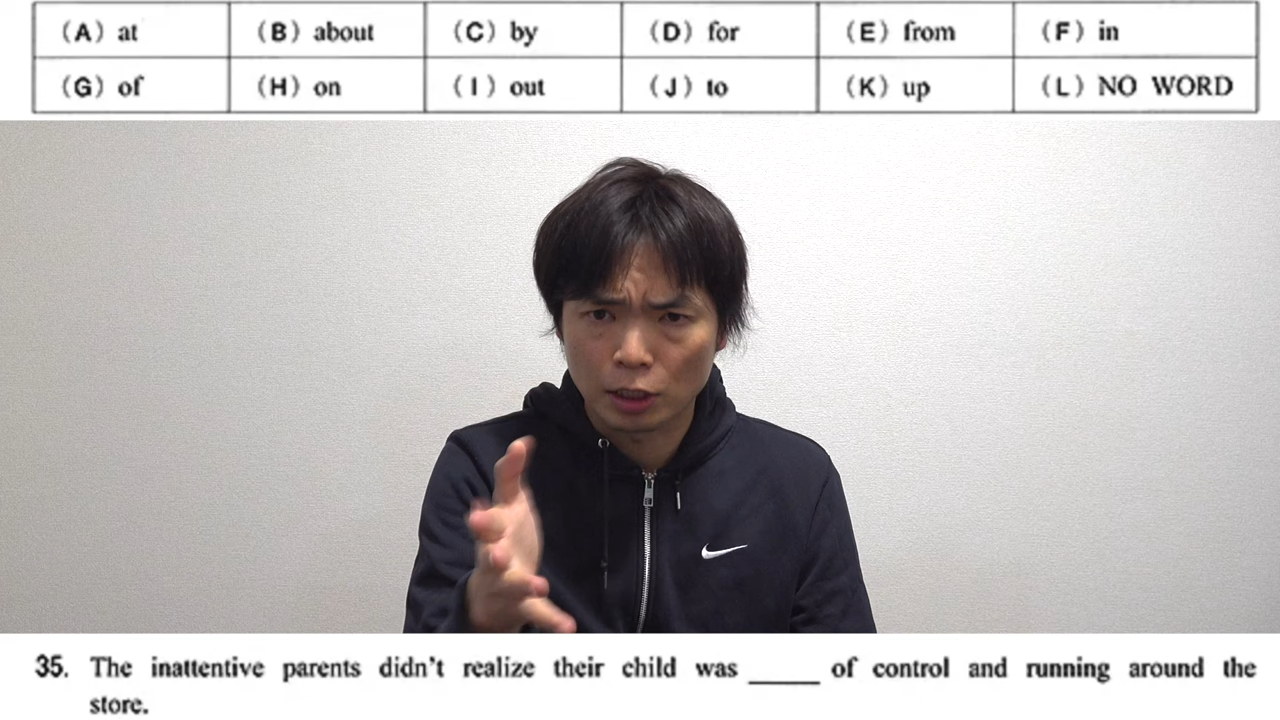 (A) at (B) about (C) by (D) for (E) from (F) in
(G) of (H) on (I) out (J) to (K) up (L) NO WORD
35. The inattentive parents didn't realize their child was _____ of control and running around the
store.